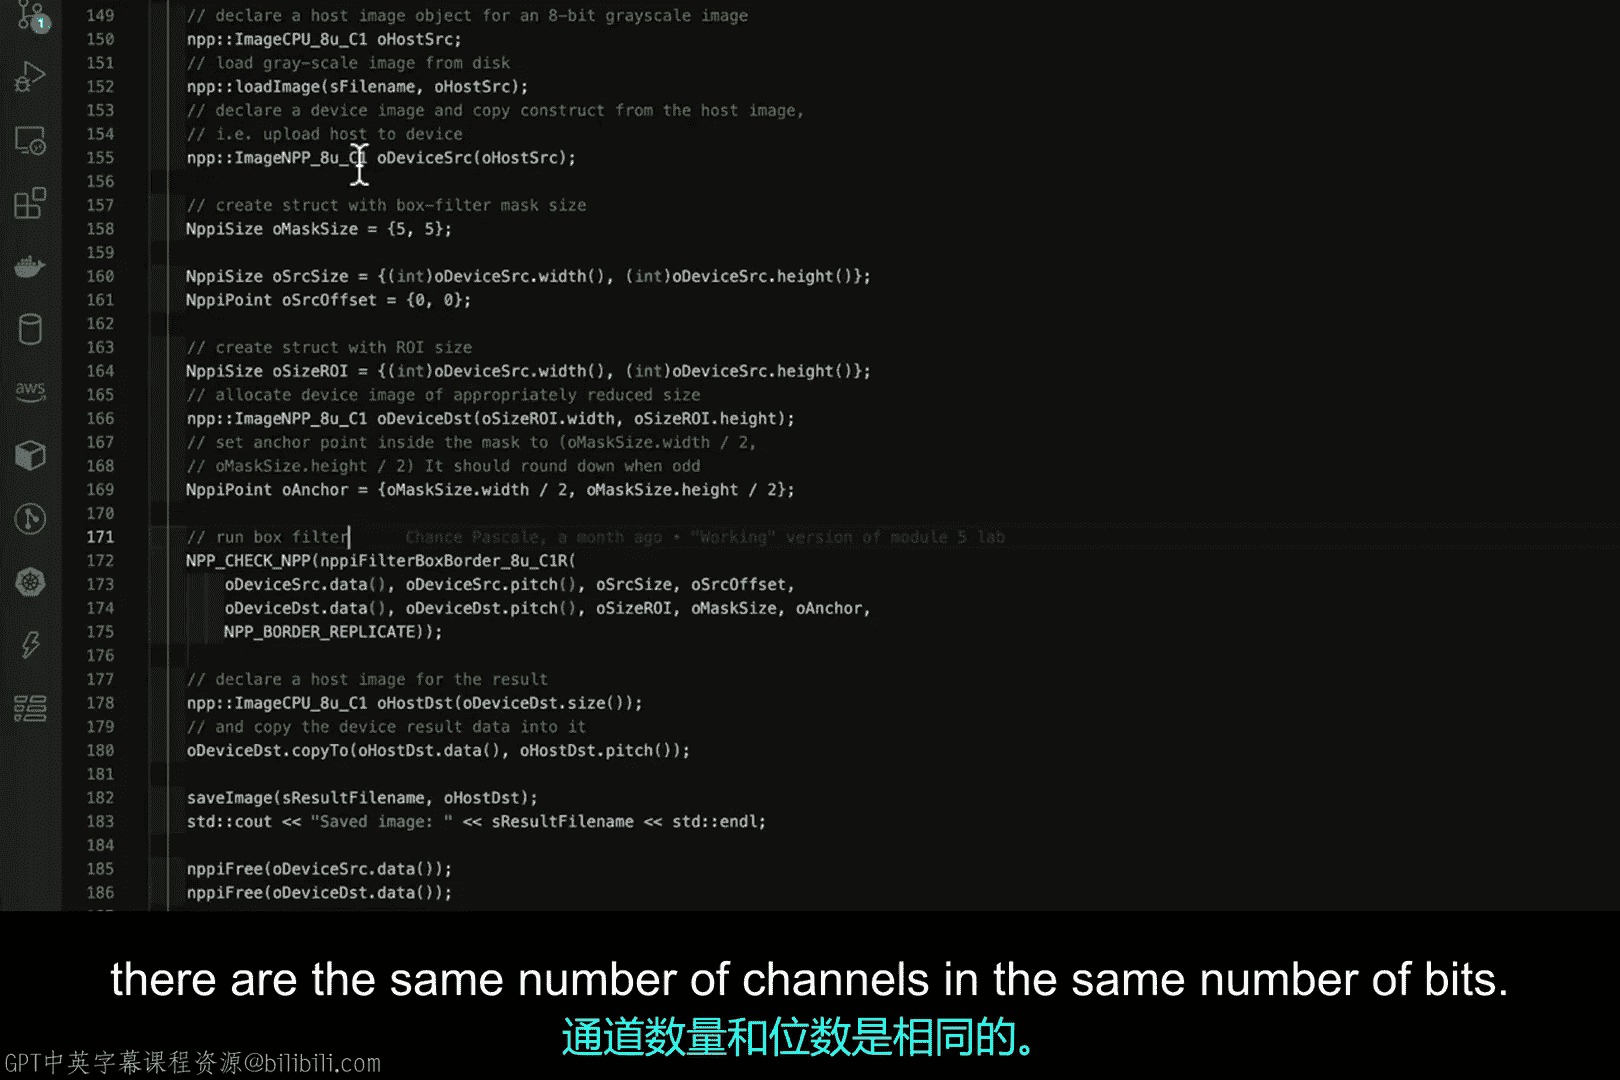 149 // declare a host image object for an 8-bit grayscale image
150 npp::ImageCPU_8u_C1 oHostSrc;
151 // load gray-scale image from disk
152 npp::loadImage(sFilename, oHostSrc);
153 // declare a device image and copy construct from the host image,
154 // i.e. upload host to device
155 npp::ImageNPP_8u_C1 oDeviceSrc(oHostSrc);
156
157 // create struct with box-filter mask size
158 NppiSize oMaskSize = {5, 5};
159
160 NppiSize oSrcSize = {(int)oDeviceSrc.width(), (int)oDeviceSrc.height()};
161 NppiPoint oSrcOffset = {0, 0};
162
163 // create struct with ROI size
164 NppiSize oSizeROI = {(int)oDeviceSrc.width(), (int)oDeviceSrc.height()};
165 // allocate device image of appropriately reduced size
166 npp::ImageNPP_8u_C1 oDeviceDst(oSizeROI.width, oSizeROI.height);
167 // set anchor point inside the mask to (oMaskSize.width / 2,
168 // oMaskSize.height / 2) It should round down when odd
169 NppiPoint oAnchor = {oMaskSize.width / 2, oMaskSize.height / 2};
170
171 // run box filter Chance Pascale, a month ago • "Working" version of module 5 lab
172 NPP_CHECK_NPP(nppiFilterBoxBorder_8u_C1R(
173 oDeviceSrc.data(), oDeviceSrc.pitch(), oSrcSize, oSrcOffset,
174 oDeviceDst.data(), oDeviceDst.pitch(), oSizeROI, oMaskSize, oAnchor,
175 NPP_BORDER_REPLICATE));
176
177 // declare a host image for the result
178 npp::ImageCPU_8u_C1 oHostDst(oDeviceDst.size());
179 // and copy the device result data into it
180 oDeviceDst.copyTo(oHostDst.data(), oHostDst.pitch());
181
182 saveImage(sResultFilename, oHostDst);
183 std::cout << "Saved image: " << sResultFilename << std::endl;
184
185 nppiFree(oDeviceSrc.data());
186 nppiFree(oDeviceDst.data());
1
aws
there are the same number of channels in the same number of bits.
通道数量和位数是相同的。
GPT中英字幕课程资源@bilibili.com